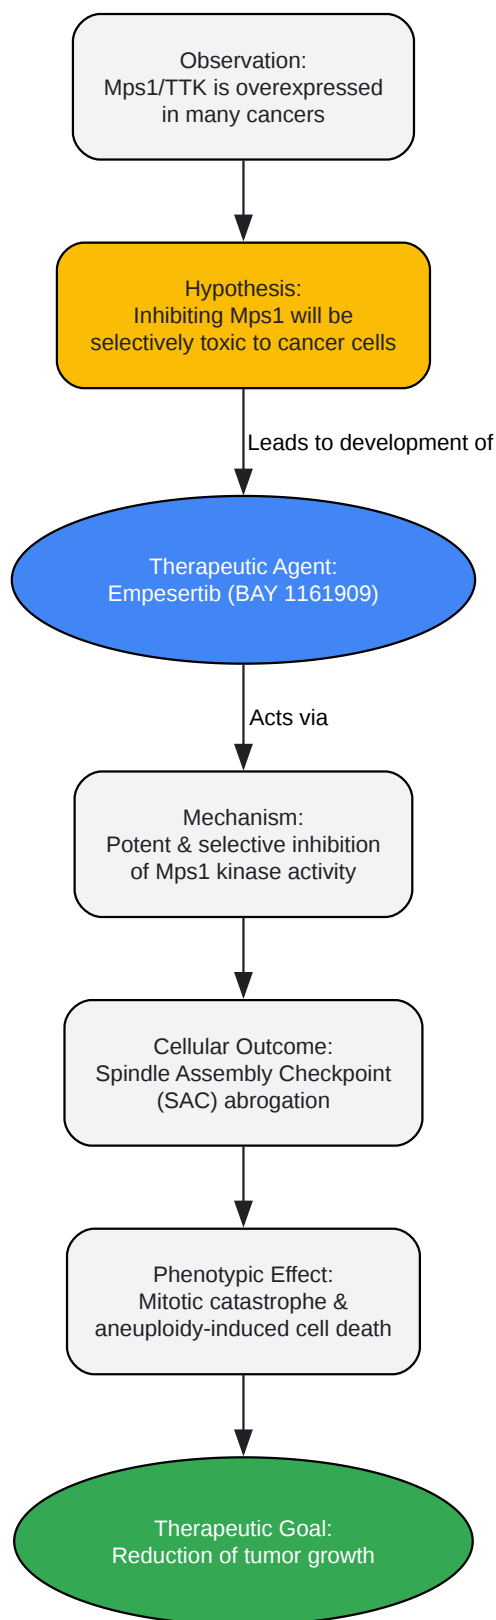 Observation:
Mps1/TTK is overexpressed
in many cancers
Hypothesis:
Inhibiting Mps1 will be
selectively toxic to cancer cells
Leads to development of
Therapeutic Agent:
Empesertib (BAY 1161909)
Acts via
Mechanism:
Potent & selective inhibition
of Mps1 kinase activity
Cellular Outcome:
Spindle Assembly Checkpoint
(SAC) abrogation
Phenotypic Effect:
Mitotic catastrophe &
aneuploidy-induced cell death
Therapeutic Goal:
Reduction of tumor growth